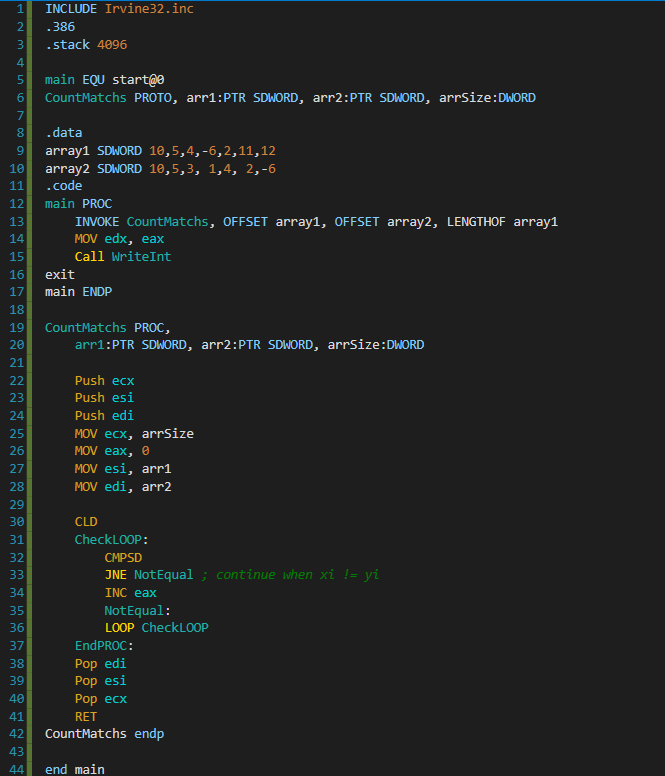 1 INCLUDE Irvine32.inc
2 .386
3 .stack 4096
4
5 main EQU start@0
6 CountMatchs PROTO, arr1:PTR SDWORD, arr2:PTR SDWORD, arrSize:DWORD
7
8 .data
9 array1 SDWORD 10,5,4,-6,2,11,12
10 array2 SDWORD 10,5,3, 1,4, 2,-6
11 .code
12 main PROC
13     INVOKE CountMatchs, OFFSET array1, OFFSET array2, LENGTHOF array1
14     MOV edx, eax
15     Call WriteInt
16 exit
17 main ENDP
18
19 CountMatchs PROC,
20     arr1:PTR SDWORD, arr2:PTR SDWORD, arrSize:DWORD
21
22     Push ecx
23     Push esi
24     Push edi
25     MOV ecx, arrSize
26     MOV eax, 0
27     MOV esi, arr1
28     MOV edi, arr2
29
30     CLD
31     CheckLOOP:
32         CMPSD
33         JNE NotEqual ; continue when xi != yi
34         INC eax
35         NotEqual:
36         LOOP CheckLOOP
37     EndPROC:
38     Pop edi
39     Pop esi
40     Pop ecx
41     RET
42 CountMatchs endp
43
44 end main